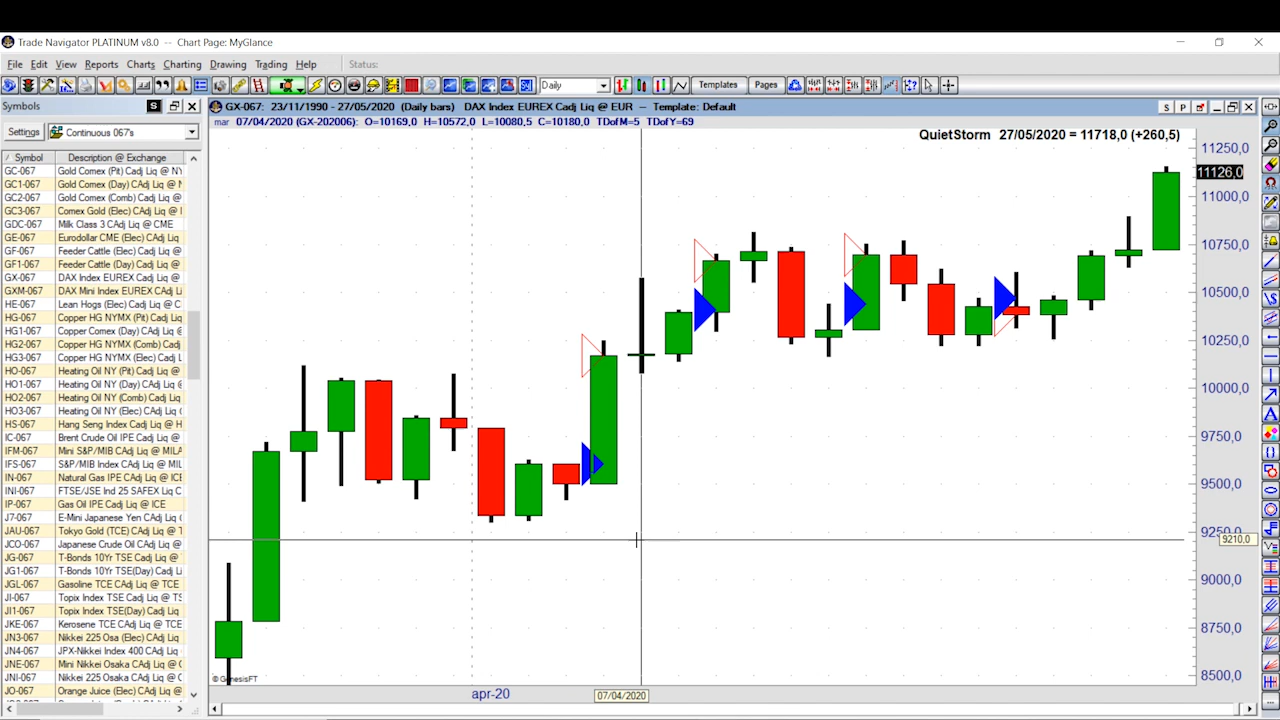 Trade Navigator PLATINUM v8.0 -- Chart Page: MyGlance
File Edit View Reports Charts Charting Drawing Trading Help Status:
Daily Templates Pages
Symbols S
GX-067: 23/11/1990 - 27/05/2020 (Daily bars) DAX Index EUREX Cadj Liq @ EUR -- Template: Default S P
mar 07/04/2020 (GX-202006) O=10169,0 H=10572,0 L=10080,5 C=10180,0 TDofM=5 TDofY=69
Settings Continuous 067's
QuietStorm 27/05/2020 = 11718,0 (+260,5)
Symbol Description @ Exchange
GC-067 Gold Comex (Pit) Cadj Liq @ NY
GC1-067 Gold Comex (Day) CAdj Liq @ N
GC2-067 Gold Comex (Comb) CAdj Liq
GC3-067 Comex Gold (Elec) CAdj Liq @
GDC-067 Milk Class 3 CAdj Liq @ CME
GE-067 Eurodollar CME (Elec) CAdj Liq
GF-067 Feeder Cattle (Elec) CAdj Liq
GF1-067 Feeder Cattle (Day) CAdj Liq @
GX-067 DAX Index EUREX Cadj Liq @
GXM-067 DAX Mini Index EUREX CAdj Liq
HE-067 Lean Hogs (Elec) CAdj Liq @
HG-067 Copper HG NYMX (Pit) CAdj Liq
HG1-067 Copper Comex (Day) CAdj Liq @
HG2-067 Copper HG NYMEX (Comb) C
HG3-067 Copper HG NYMEX (Elec) CAdj
HO-067 Heating Oil NY (Pit) Cadj Liq @
HO1-067 Heating Oil NY (Day) CAdj Liq
HO2-067 Heating Oil NY (Comb) CAdj
HO3-067 Heating Oil NY (Elec) CAdj
HS-067 Hang Seng Index CAdj Liq @
IC-067 Brent Crude Oil IPE CAdj Liq
IFM-067 Mini S&P/MIB Index @ MILA
IFS-067 S&P/MIB Index CAdj Liq @ MIL
IN-067 Natural Gas IPE CAdj Liq @ ICE
INI-067 FTSE/JSE Ind 25 SAFEX Liq C
IP-067 Gas Oil IPE Cadj Liq @ ICE
J7-067 E-Mini Japanese Yen CAdj Liq
JAU-067 Tokyo Gold (TCE) CAdj Liq @ T
JCO-067 Japanese Crude Oil CAdj Liq
JG-067 T-Bonds 10Yr TSE CAdj Liq @
JG1-067 T-Bonds 10Yr TSE(Day) CAdj
JGL-067 Gasoline TCE CAdj Liq @ TCE
JI-067 Topix Index TSE Cadj Liq @ TS
JI1-067 Topix Index TSE(Day) CAdj Liq
JKE-067 Kerosene TCE CAdj Liq @ TCE
JN3-067 Nikkei 225 Osa (Elec) CAdj Liq
JN4-067 JPX-Nikkei Index 400 CAdj Liq
JNE-067 Mini Nikkei Osaka CAdj Liq @
JNI-067 Nikkei 225 Osaka CAdj Liq @
JO-067 Orange Juice (Elec) CAdj Liq
11250,0
11126,0
11000,0
10750,0
10500,0
10250,0
10000,0
9750,0
9500,0
9250,0
9210,0
9000,0
8750,0
8500,0
© GenesisFT
apr-20 07/04/2020